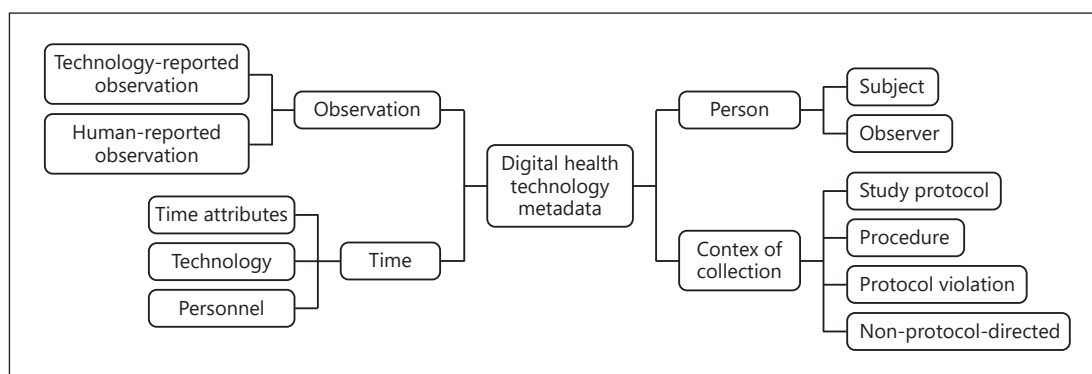 Technology-reported
observation
Human-reported
observation
Observation
Time attributes
Technology
Personnel
Time
Digital health
technology
metadata
Person
Subject
Observer
Contex of
collection
Study protocol
Procedure
Protocol violation
Non-protocol-directed